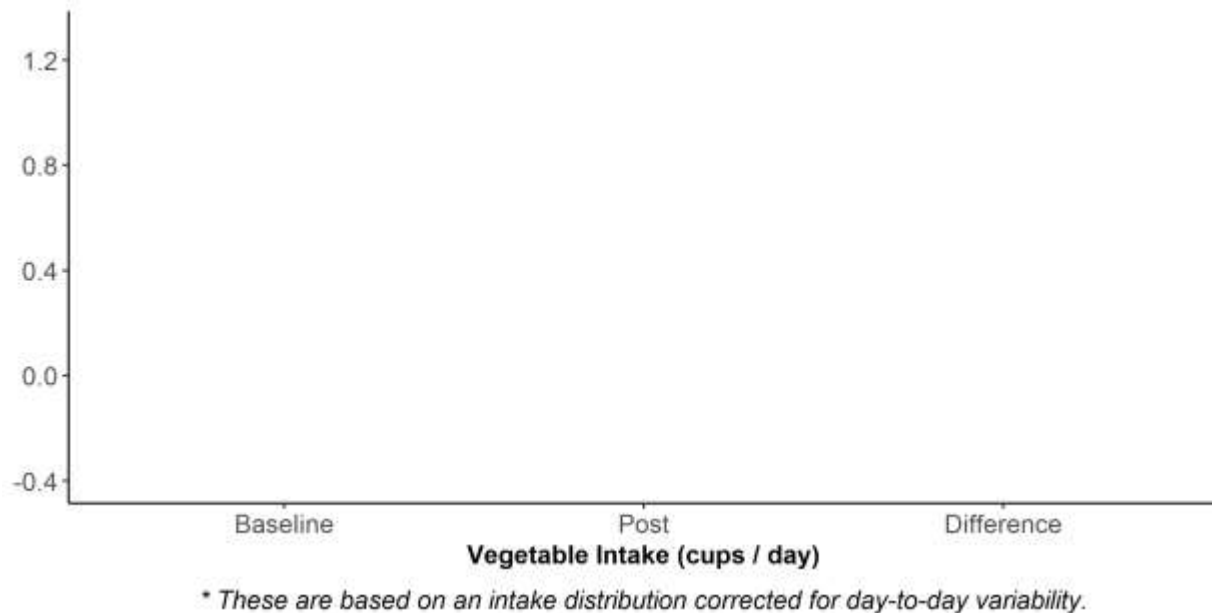 1.2
0.8
0.4
0.0
-0.4
Baseline Post Difference
Vegetable Intake (cups / day)
* These are based on an intake distribution corrected for day-to-day variability.